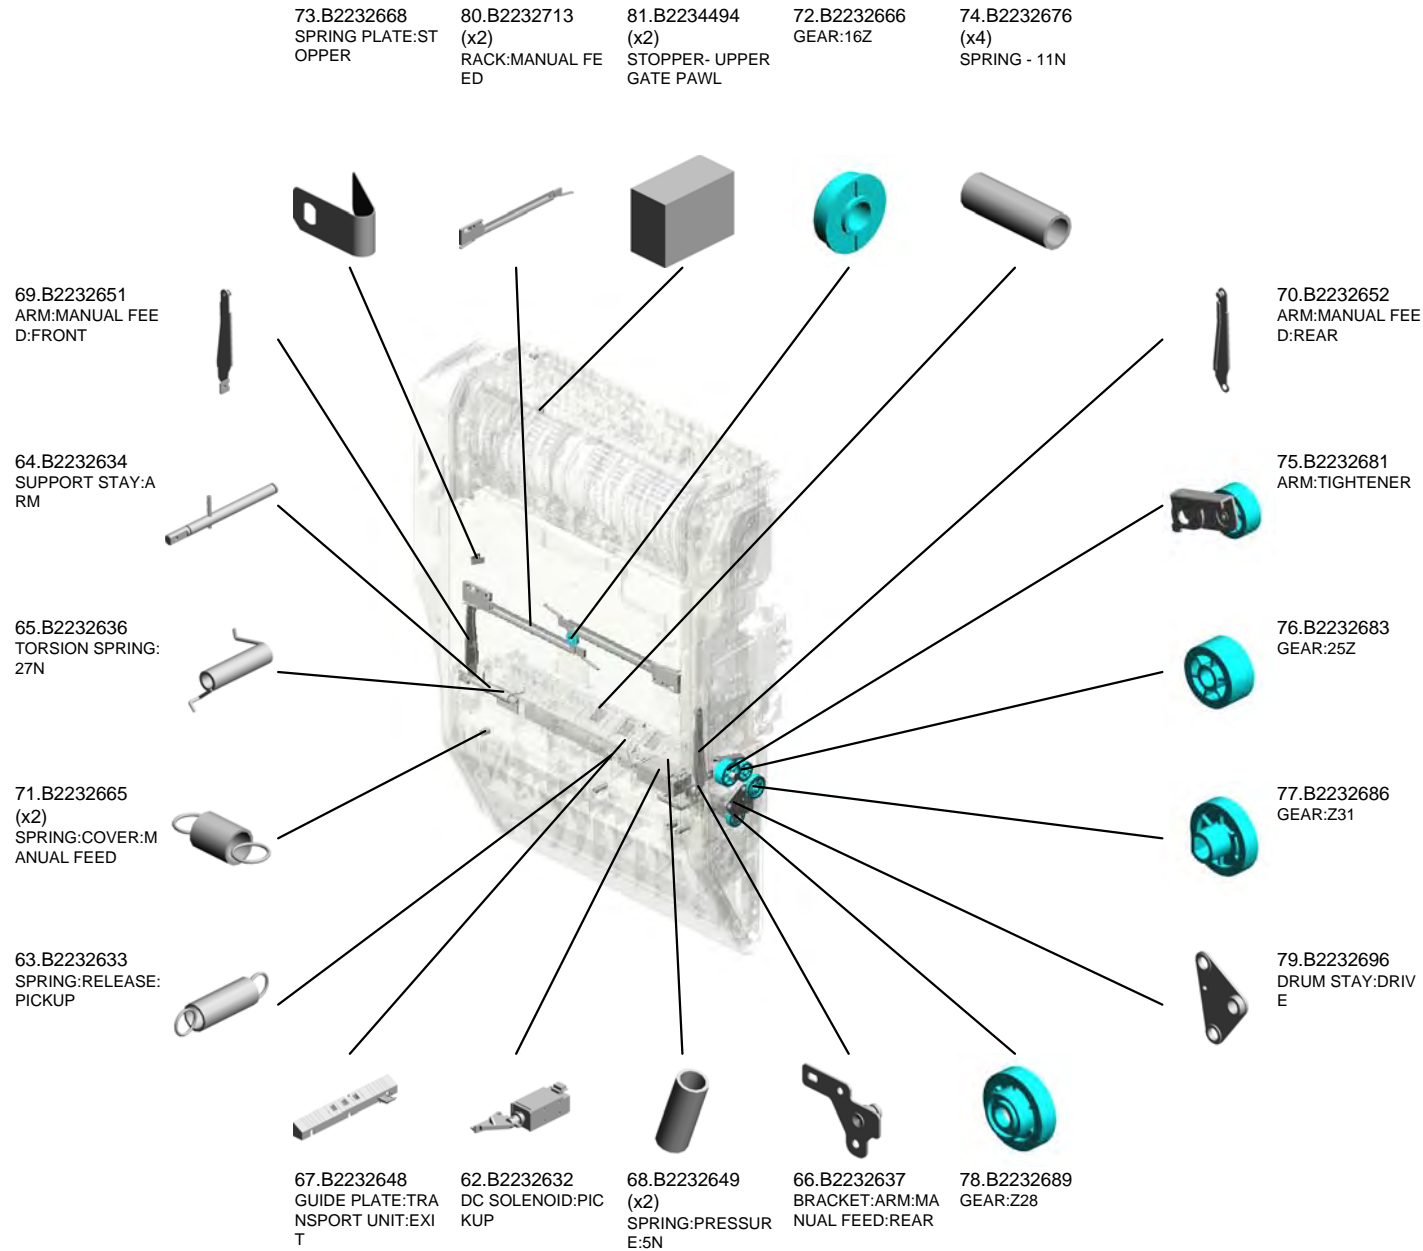 73.B2232668
SPRING PLATE:ST
OPPER
80.B2232713
(x2)
RACK:MANUAL FE
ED
81.B2234494
(x2)
STOPPER- UPPER
GATE PAWL
72.B2232666
GEAR:16Z
74.B2232676
(x4)
SPRING - 11N
69.B2232651
ARM:MANUAL FEE
D:FRONT
70.B2232652
ARM:MANUAL FEE
D:REAR
64.B2232634
SUPPORT STAY:A
RM
75.B2232681
ARM:TIGHTENER
65.B2232636
TORSION SPRING:
27N
76.B2232683
GEAR:25Z
71.B2232665
(x2)
SPRING:COVER:M
ANUAL FEED
77.B2232686
GEAR:Z31
63.B2232633
SPRING:RELEASE:
PICKUP
79.B2232696
DRUM STAY:DRIV
E
67.B2232648
GUIDE PLATE:TRA
NSPORT UNIT:EXI
T
62.B2232632
DC SOLENOID:PIC
KUP
68.B2232649
(x2)
SPRING:PRESSUR
E:5N
66.B2232637
BRACKET:ARM:MA
NUAL FEED:REAR
78.B2232689
GEAR:Z28